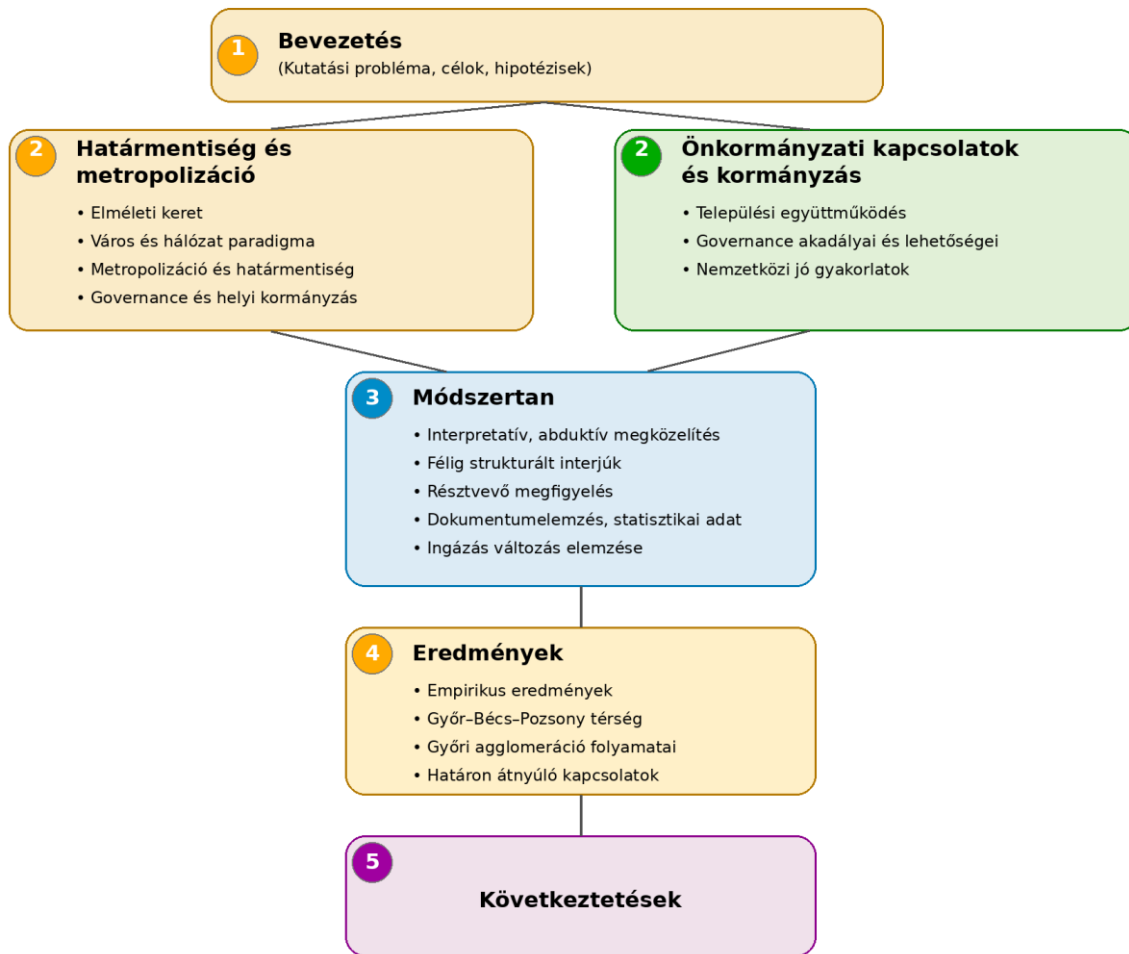 1
Bevezetés
(Kutatási probléma, célok, hipotézisek)
2
Határmentiség és
metropolizáció
• Elméleti keret
• Város és hálózat paradigma
• Metropolizáció és határmentiség
• Governance és helyi kormányzás
2
Önkormányzati kapcsolatok
és kormányzás
• Települési együttműködés
• Governance akadályai és lehetőségei
• Nemzetközi jó gyakorlatok
3
Módszertan
• Interpretatív, abduktív megközelítés
• Félig strukturált interjúk
• Résztvevő megfigyelés
• Dokumentumelemzés, statisztikai adat
• Ingázás változás elemzése
4
Eredmények
• Empirikus eredmények
• Győr–Bécs–Pozsony térség
• Győri agglomeráció folyamatai
• Határon átnyúló kapcsolatok
5
Következtetések